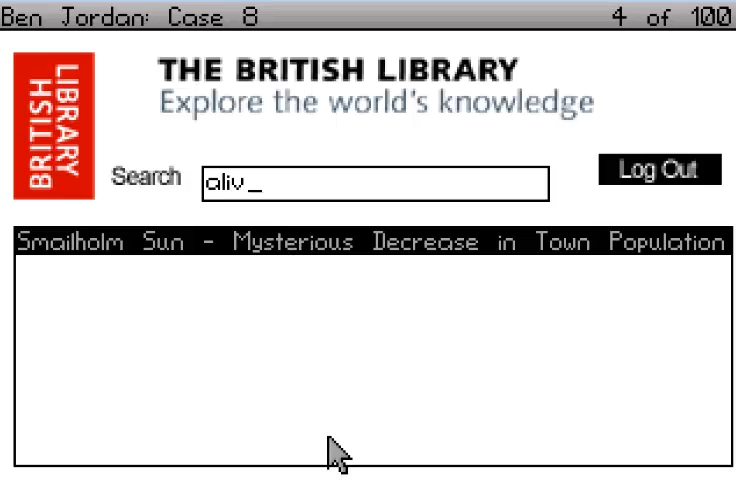 Ben Jordan: Case 8 4 of 100
LIBRARY
BRITISH
THE BRITISH LIBRARY
Explore the world's knowledge
Search aliv_ Log Out
Smailholm Sun - Mysterious Decrease in Town Population